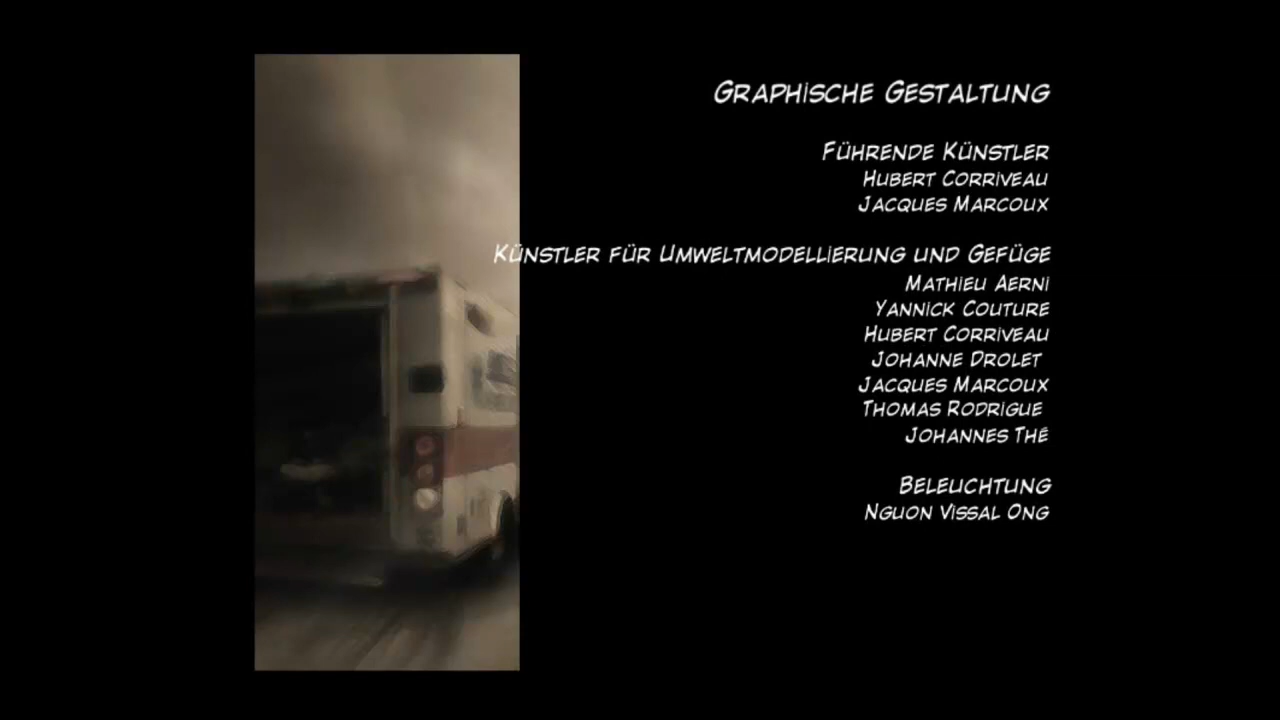 Graphische Gestaltung
Führende Künstler
Hubert Corriveau
Jacques Marcoux
Künstler für Umweltmodellierung und Gefüge
Mathieu Aerni
Yannick Couture
Hubert Corriveau
Johanne Drolet
Jacques Marcoux
Thomas Rodrigue
Johannes Thé
Beleuchtung
Nguon Vissal Ong